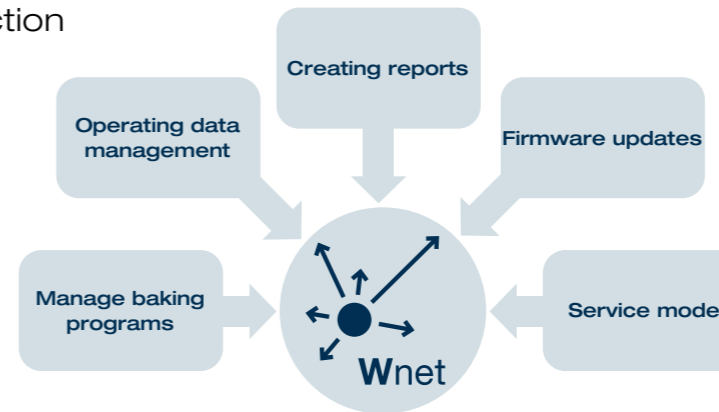 ction
Creating reports
Operating data
management
Firmware updates
Manage baking
programs
Service mode
Wnet